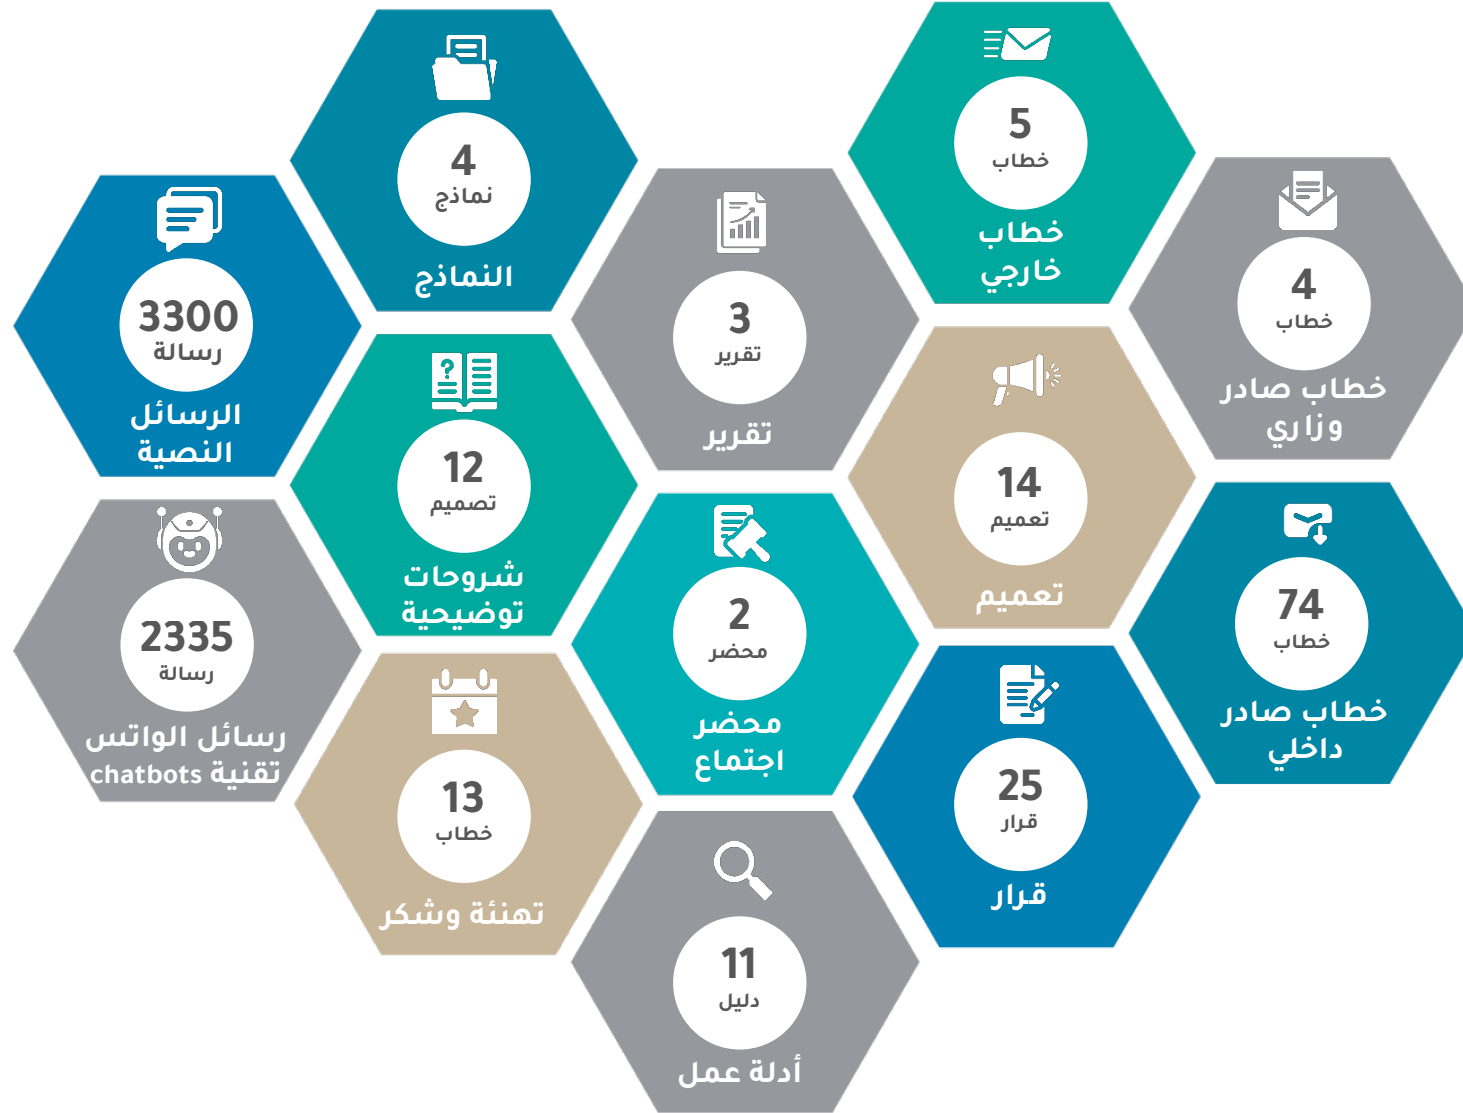 5
خطاب
خطاب
خارجي
4
خطاب
خطاب صادر
وزاري
14
تعميم
تعميم
74
خطاب
خطاب صادر
داخلي
25
قرار
قرار
3
تقرير
تقرير
2
محضر
محضر
اجتماع
11
دليل
أدلة عمل
4
نماذج
النماذج
12
تصميم
شروحات
توضيحية
13
خطاب
تهنئة وشكر
3300
رسالة
الرسائل
النصية
2335
رسالة
رسائل الواتس
تقنية chatbots